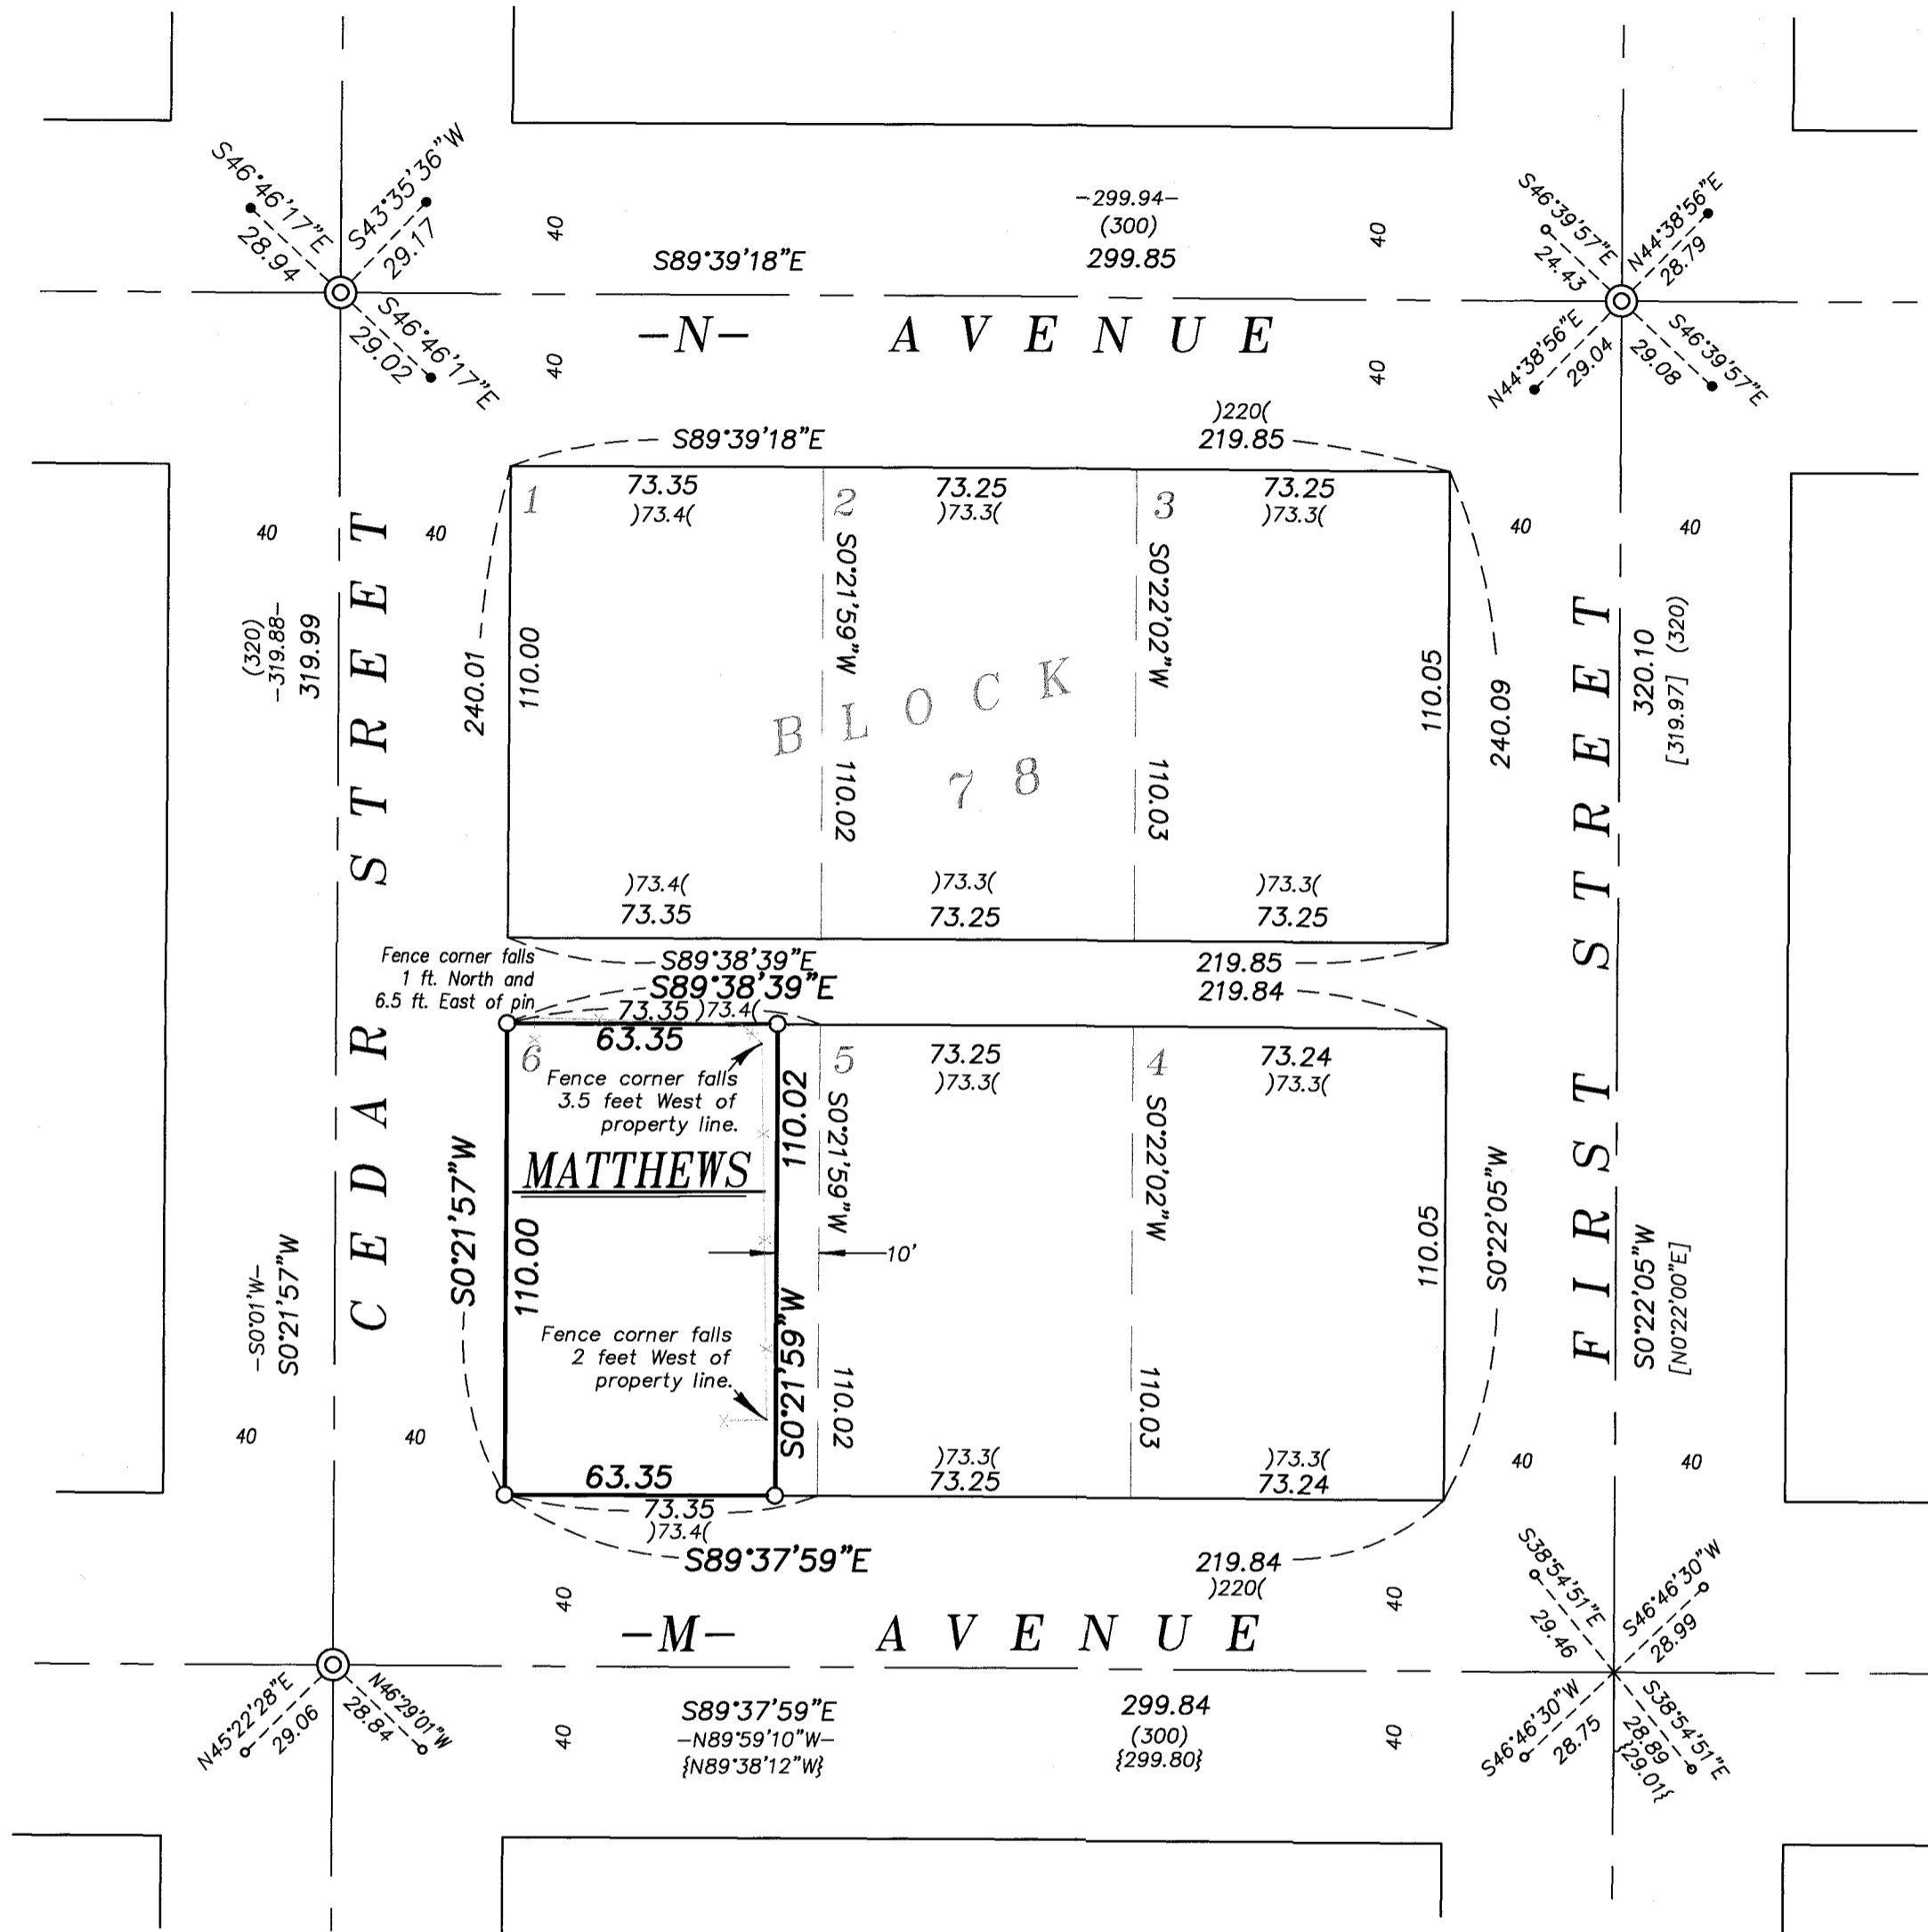 S46°46'17"E
28.94
S43°35'36"W
29.17
S46°46'17"E
29.02
40
40
S89°39'18"E
-299.94-
(300)
299.85
40
40
S46°39'57"E
24.43
N44°38'56"E
28.79
N44°38'56"E
29.04
S46°39'57"E
29.08
-N- AVENUE
S89°39'18"E
)220(
219.85
40
40
CEDAR STREET
(320)
-319.88-
319.99
240.01
1
73.35
)73.4(
110.00
2
73.25
)73.3(
S0°21'59"W
110.02
3
73.25
)73.3(
S0°22'02"W
110.03
110.05
BLOCK
78
240.09
40
40
FIRST STREET
320.10
[319.97] (320)
)73.4(
73.35
)73.3(
73.25
)73.3(
73.25
S89°38'39"E
219.85
Fence corner falls
1 ft. North and
6.5 ft. East of pin
S89°38'39"E
219.84
73.35 )73.4(
63.35
6
Fence corner falls
3.5 feet West of
property line.
MATTHEWS
110.00
110.02
S0°21'59"W
S0°21'57"W
10'
Fence corner falls
2 feet West of
property line.
63.35
73.35
)73.4(
5
73.25
)73.3(
S0°21'59"W
110.02
4
73.24
)73.3(
S0°22'02"W
110.03
110.05
S0°22'05"W
)73.3(
73.25
)73.3(
73.24
-S0°01'W-
S0°21'57"W
40
40
S0°22'05"W
[N0°22'00"E]
40
40
S89°37'59"E
219.84
)220(
40
40
-M- AVENUE
S89°37'59"E
-N89°59'10"W-
{N89°38'12"W}
299.84
(300)
{299.80}
40
40
N45°22'28"E
29.06
N46°29'01"W
28.84
S38°54'51"E
29.46
S46°46'30"W
28.99
S46°46'30"W
28.75
S38°54'51"E
28.89
{29.01}